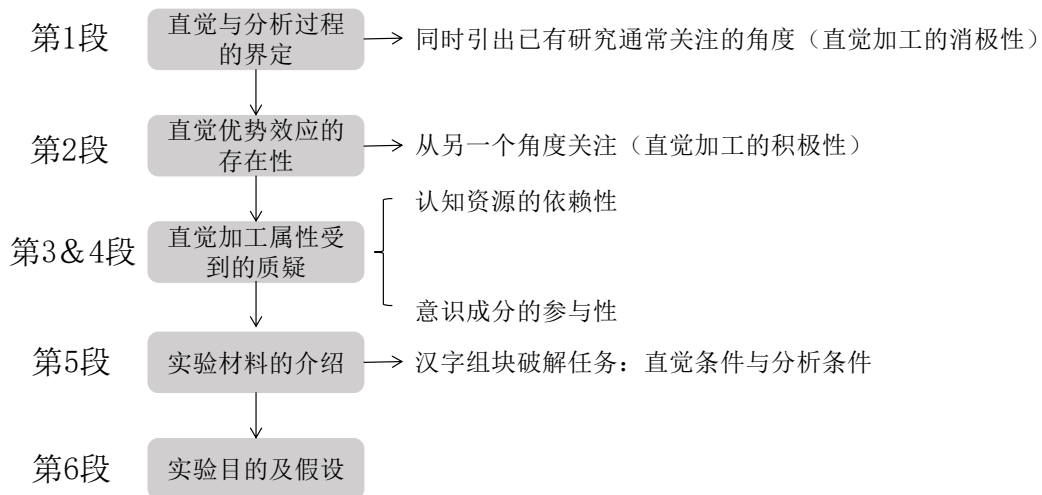 第1段
直觉与分析过程
的界定
同时引出已有研究通常关注的角度（直觉加工的消极性）
第2段
直觉优势效应的
存在性
从另一个角度关注（直觉加工的积极性）
认知资源的依赖性
第3&4段
直觉加工属性受
到的质疑
意识成分的参与性
第5段
实验材料的介绍
汉字组块破解任务：直觉条件与分析条件
第6段
实验目的及假设